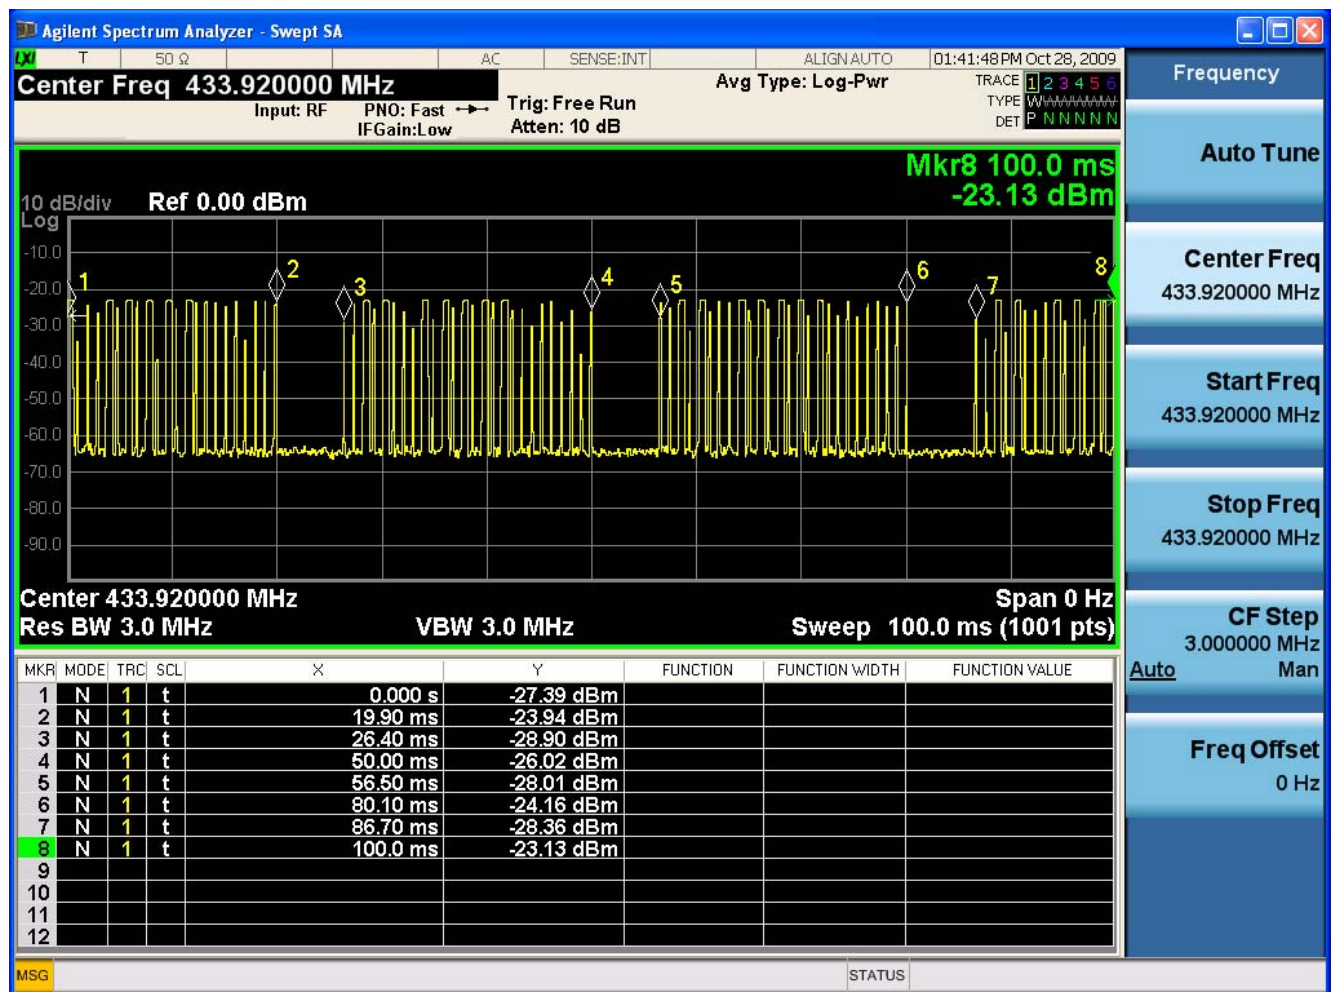 Agilent Spectrum Analyzer - Swept SA
LXI T 50 Ω AC SENSE:INT ALIGN AUTO 01:41:48 PM Oct 28, 2009
Center Freq 433.920000 MHz
Input: RF PNO: Fast Trig: Free Run Avg Type: Log-Pwr TRACE 1 2 3 4 5 6
IFGain:Low Atten: 10 dB TYPE W
DET P N N N N N
Mkr8 100.0 ms
-23.13 dBm
10 dB/div Ref 0.00 dBm
Log
-10.0
-20.0
-30.0
-40.0
-50.0
-60.0
-70.0
-80.0
-90.0
1 2 3 4 5 6 7 8
Center 433.920000 MHz Span 0 Hz
Res BW 3.0 MHz VBW 3.0 MHz Sweep 100.0 ms (1001 pts)
MKR MODE TRC SCL X Y FUNCTION FUNCTION WIDTH FUNCTION VALUE
1 N 1 t 0.000 s -27.39 dBm
2 N 1 t 19.90 ms -23.94 dBm
3 N 1 t 26.40 ms -28.90 dBm
4 N 1 t 50.00 ms -26.02 dBm
5 N 1 t 56.50 ms -28.01 dBm
6 N 1 t 80.10 ms -24.16 dBm
7 N 1 t 86.70 ms -28.36 dBm
8 N 1 t 100.0 ms -23.13 dBm
9
10
11
12
MSG STATUS
Frequency
Auto Tune
Center Freq
433.920000 MHz
Start Freq
433.920000 MHz
Stop Freq
433.920000 MHz
CF Step
3.000000 MHz
Auto Man
Freq Offset
0 Hz